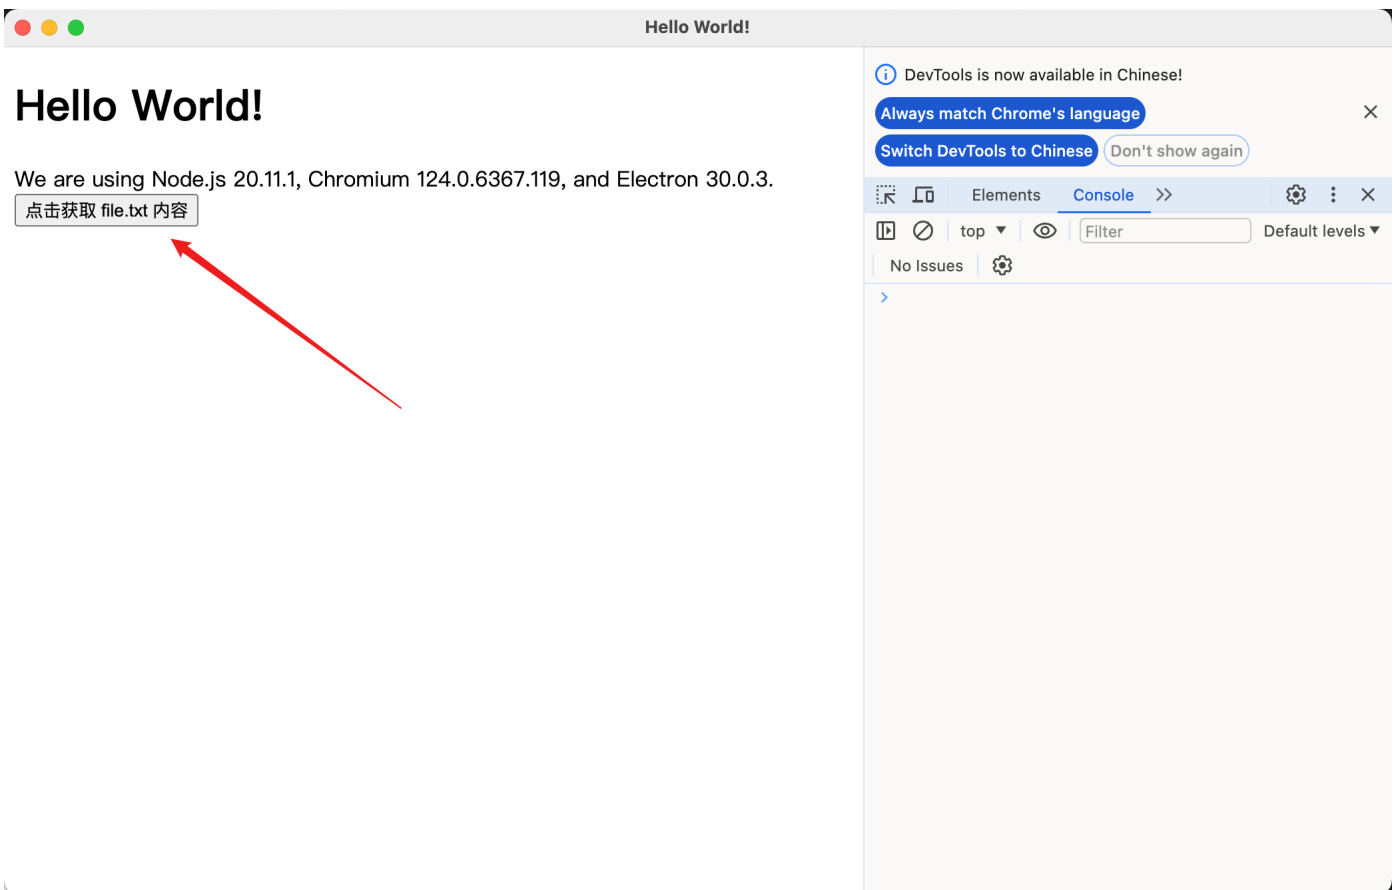 Hello World!
Hello World!
We are using Node.js 20.11.1, Chromium 124.0.6367.119, and Electron 30.0.3.
点击获取 file.txt 内容
DevTools is now available in Chinese!
Always match Chrome's language
Switch DevTools to Chinese Don't show again
Elements Console
top Filter Default levels
No Issues